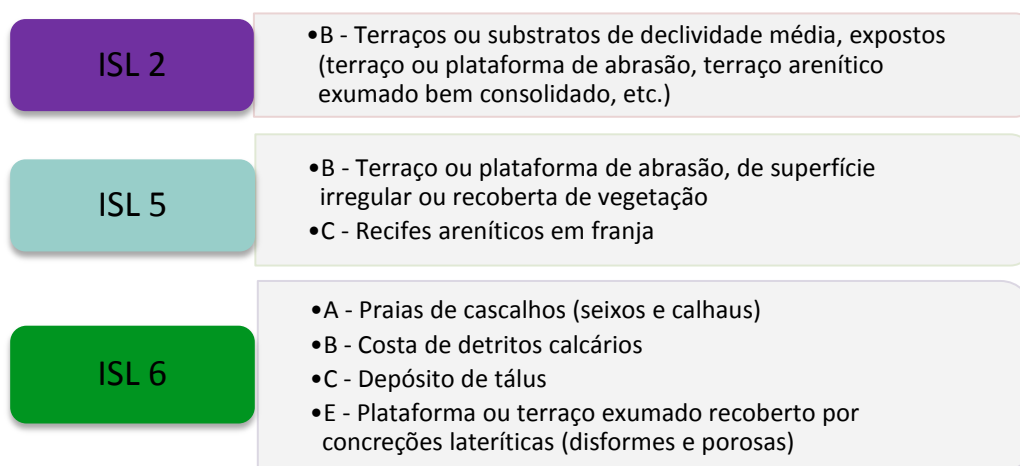 ISL 2
•B - Terraços ou substratos de declividade média, expostos
(terraço ou plataforma de abrasão, terraço arenítico
exumado bem consolidado, etc.)
ISL 5
•B - Terraço ou plataforma de abrasão, de superfície
irregular ou recoberta de vegetação
•C - Recifes areníticos em franja
ISL 6
•A - Praias de cascalhos (seixos e calhaus)
•B - Costa de detritos calcários
•C - Depósito de tálus
•E - Plataforma ou terraço exumado recoberto por
concreções lateríticas (disformes e porosas)